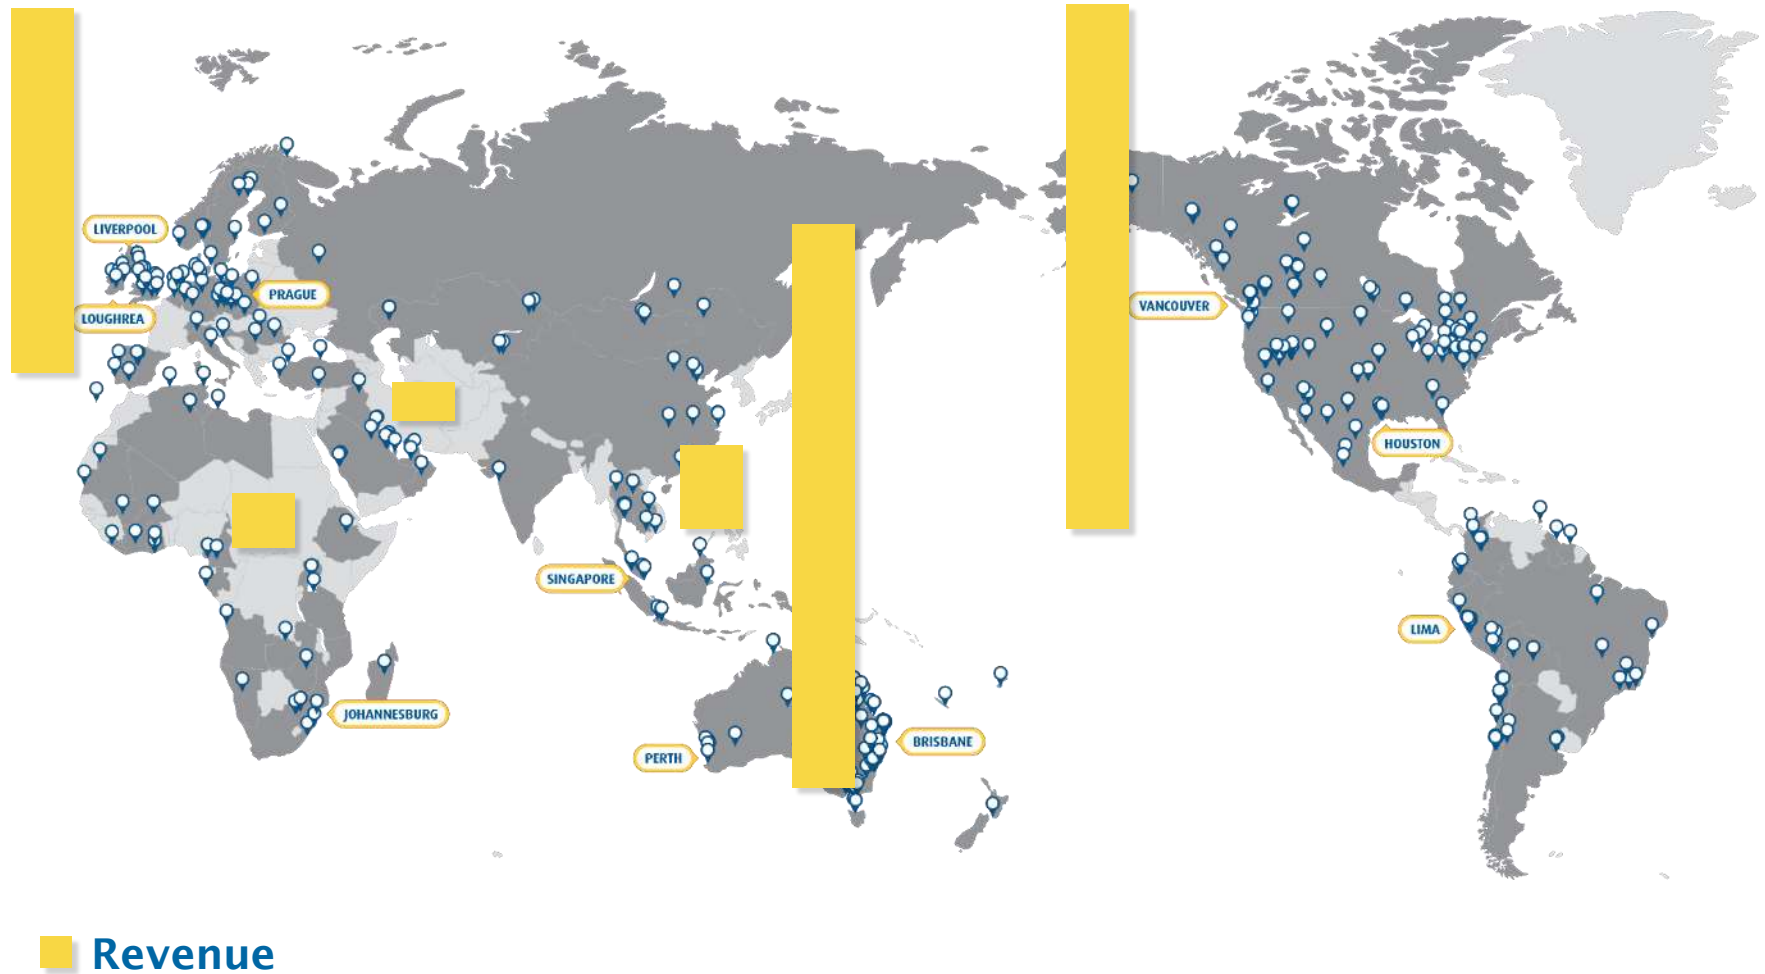 LIVERPOOL
PRAGUE
LOUGHREA
VANCOUVER
HOUSTON
SINGAPORE
LIMA
JOHANNESBURG
BRISBANE
PERTH
Revenue